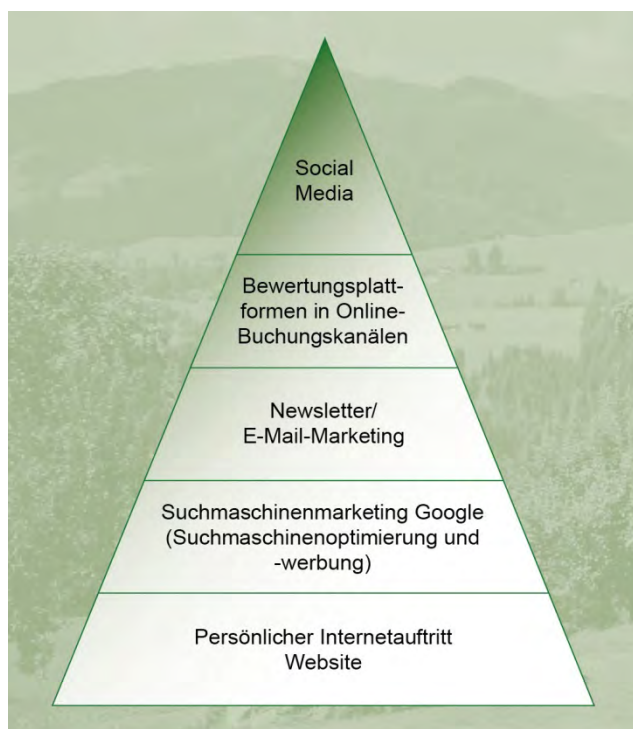 Social
Media
Bewertungsplatt-
formen in Online-
Buchungskanälen
Newsletter/
E-Mail-Marketing
Suchmaschinenmarketing Google
(Suchmaschinenoptimierung und
-werbung)
Persönlicher Internetauftritt
Website